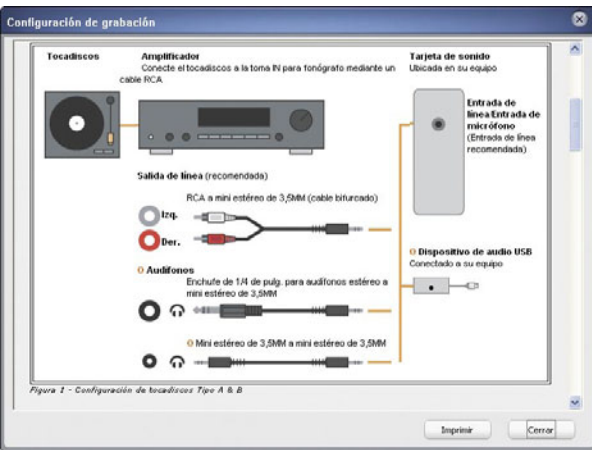 Configuración de grabación
Tocadiscos
Amplificador
Conecte el tocadiscos a la toma IN para fonógrafo mediante un
cable RCA
Tarjeta de sonido
Ubicada en su equipo
Entrada de
línea/Entrada de
micrófono
(Entrada de línea
recomendada)
Salida de línea (recomendada)
RCA a mini estéreo de 3,5MM (cable bifurcado)
Izq.
Der.
O Dispositivo de audio USB
Conectado a su equipo
O Audífonos
Enchufe de 1/4 de pulg. para audífonos estéreo a
mini estéreo de 3,5MM
O Mini estéreo de 3,5MM a mini estéreo de 3,5MM
Figura 1 - Configuración de tocadiscos Tipo A & B
Imprimir
Cerrar